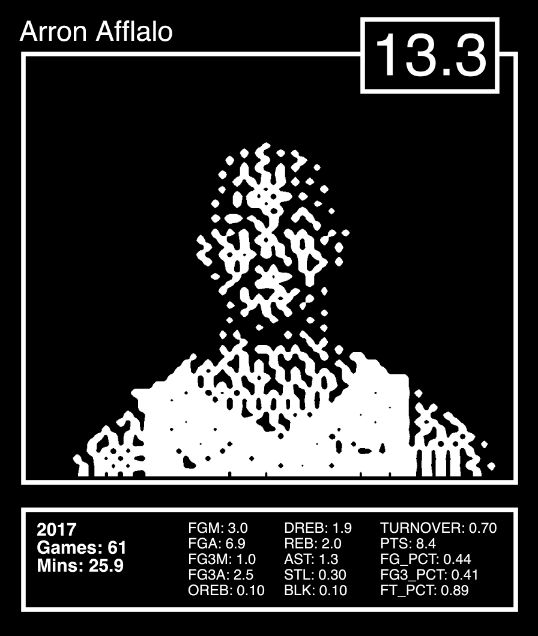 Arron Afflalo
13.3
2017
Games: 61
Mins: 25.9
FGM: 3.0
FGA: 6.9
FG3M: 1.0
FG3A: 2.5
OREB: 0.10
DREB: 1.9
REB: 2.0
AST: 1.3
STL: 0.30
BLK: 0.10
TURNOVER: 0.70
PTS: 8.4
FG_PCT: 0.44
FG3_PCT: 0.41
FT_PCT: 0.89